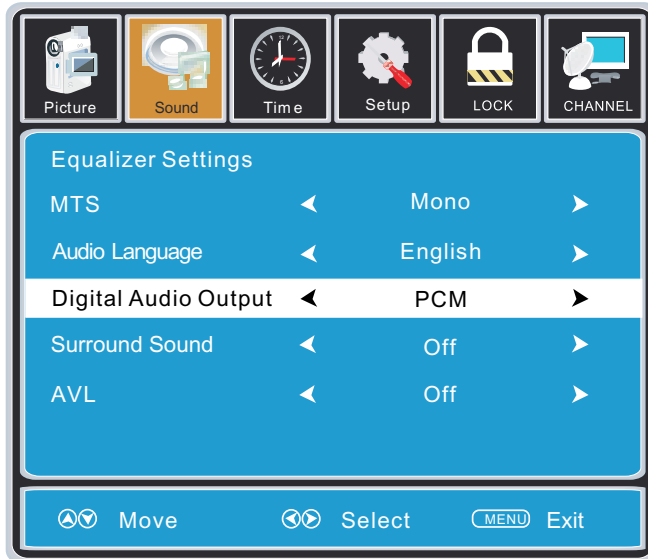 Picture Sound Time Setup LOCK CHANNEL
Equalizer Settings
MTS Mono
Audio Language English
Digital Audio Output PCM
Surround Sound Off
AVL Off
Move Select MENU Exit